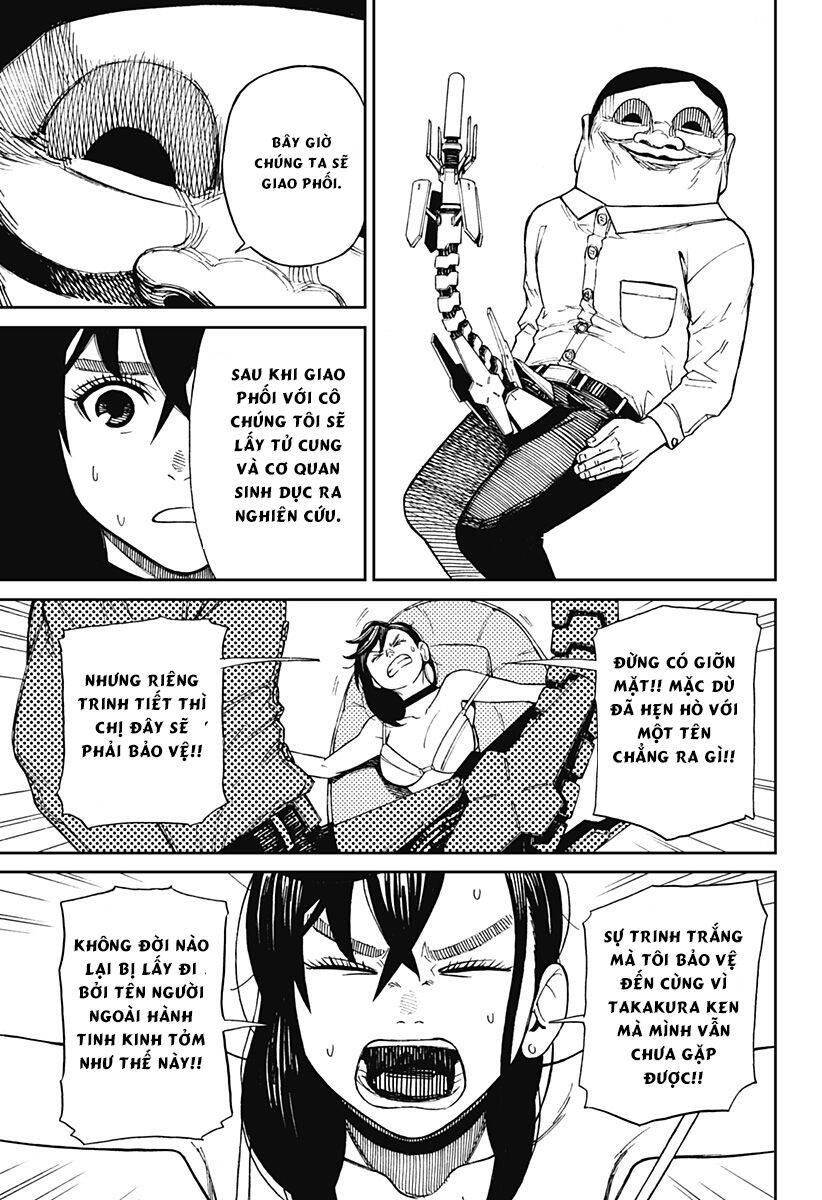 BÂY GIỜ
CHÚNG TA SẼ
GIAO PHỐI.
SAU KHI GIAO
PHỐI VỚI CÔ
CHÚNG TÔI SẼ
LẤY TỬ CUNG
VÀ CƠ QUAN
SINH DỤC RA
NGHIÊN CỨU.
ĐỪNG CÓ GIỠN
MẶT!! MẶC DÙ
ĐÃ HẸN HÒ VỚI
MỘT TÊN
CHẲNG RA GÌ!!
NHƯNG RIÊNG
TRINH TIẾT THÌ
CHỊ ĐÂY SẼ
PHẢI BẢO VỆ!!
SỰ TRINH TRẮNG
MÀ TÔI BẢO VỆ
ĐẾN CÙNG VÌ
TAKAKURA KEN
MÀ MÌNH VẪN
CHƯA GẶP
ĐƯỢC!!
KHÔNG ĐỜI NÀO
LẠI BỊ LẤY ĐI
BỞI TÊN NGƯỜI
NGOÀI HÀNH
TINH KINH TỞM
NHƯ THẾ NÀY!!